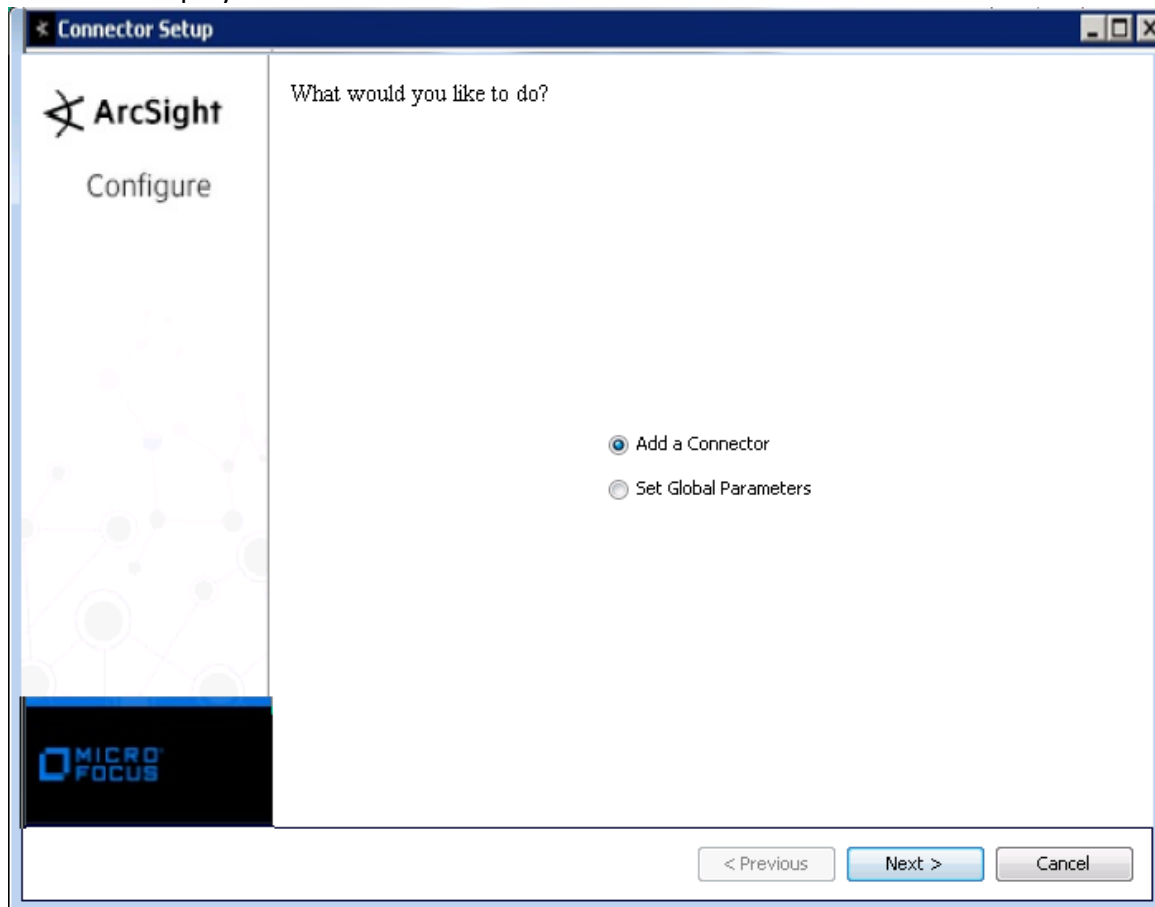 Connector Setup
ArcSight
Configure
What would you like to do?
Add a Connector
Set Global Parameters
MICRO
FOCUS
< Previous
Next >
Cancel